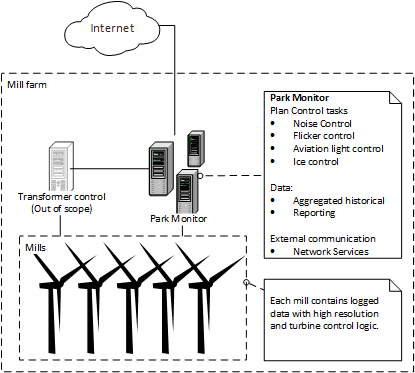 Internet
Mill farm
Transformer control
(Out of scope)
Park Monitor
Park Monitor
Plan Control tasks
• Noise Control
• Flicker control
• Aviation light control
• Ice control
Data:
• Aggregated historical
• Reporting
External communication
• Network Services
Mills
Each mill contains logged
data with high resolution
and turbine control logic.